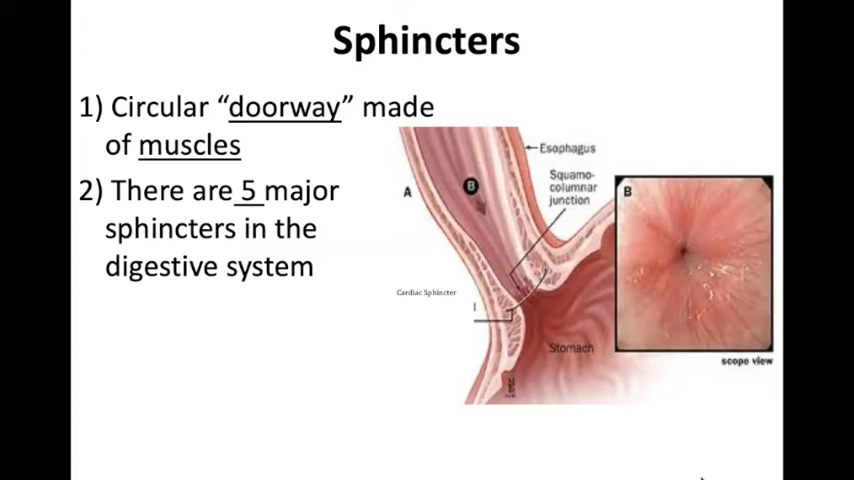 Sphincters
1) Circular “doorway” made
of muscles
2) There are 5 major
sphincters in the
digestive system
A
B
Esophagus
Squamo-
columnar
junction
B
Cardiac Sphincter
Stomach
scope view